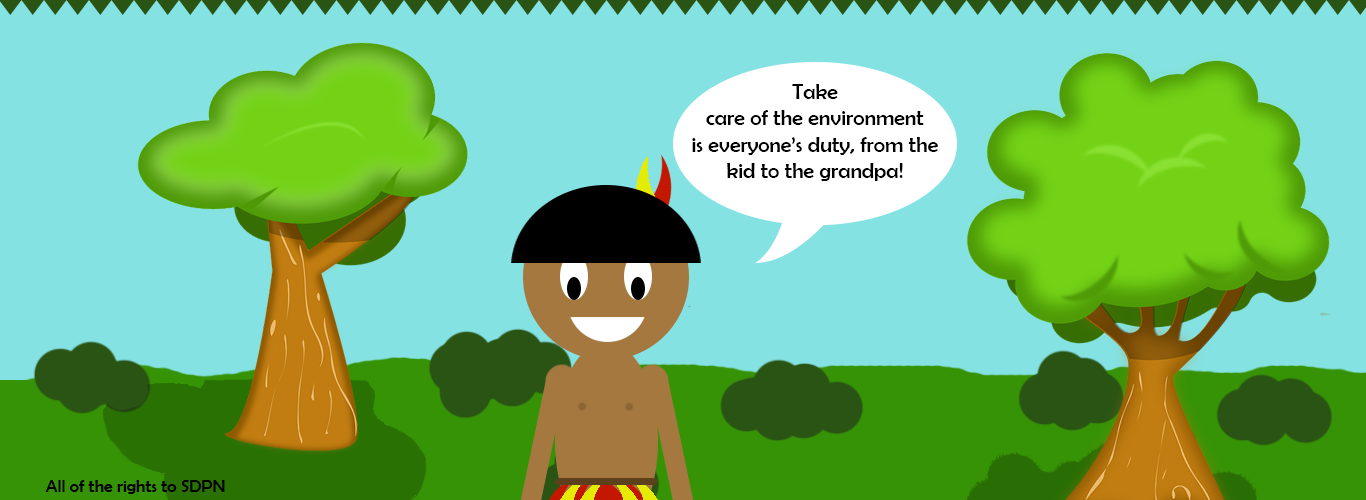 Take
care of the environment
is everyone's duty, from the
kid to the grandpa!
All of the rights to SDPN